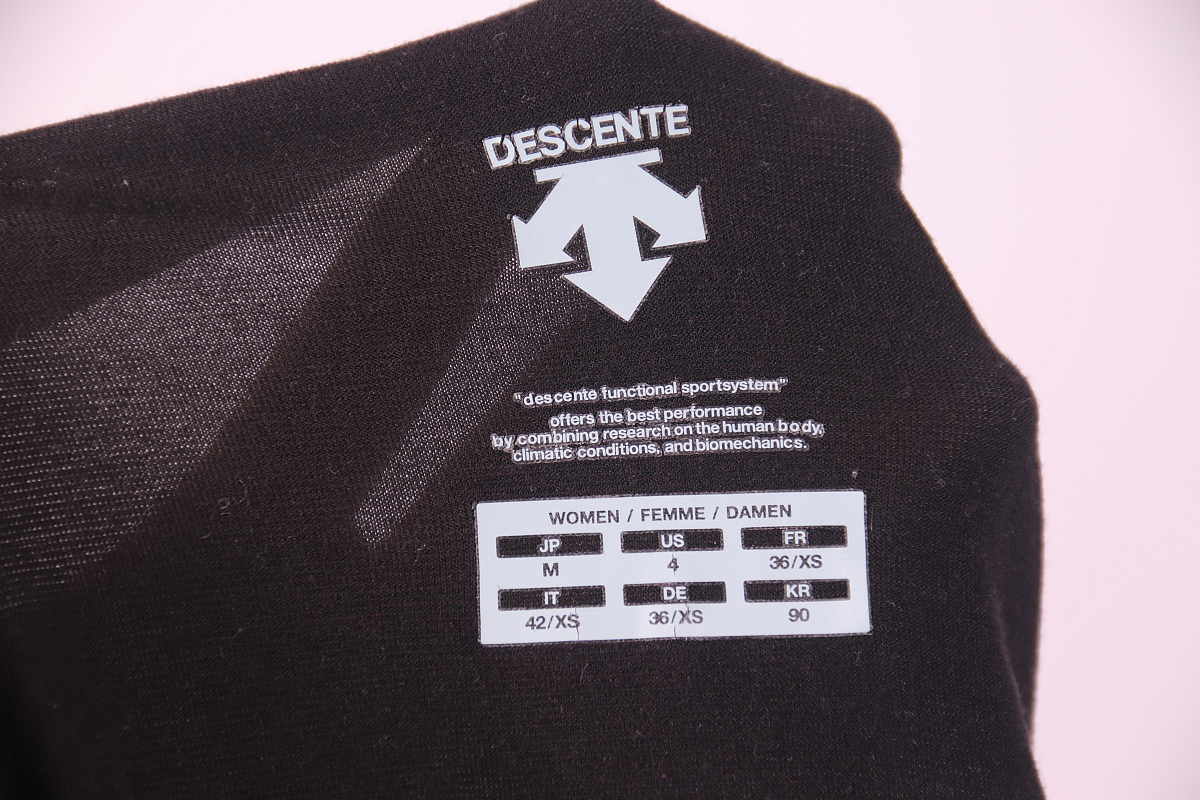 DESCENTE
"descente functional sportsystem"
offers the best performance
by combining research on the human body,
climatic conditions, and biomechanics.
WOMEN / FEMME / DAMEN
JP US FR
M 4 36/XS
IT DE KR
42/XS 36/XS 90